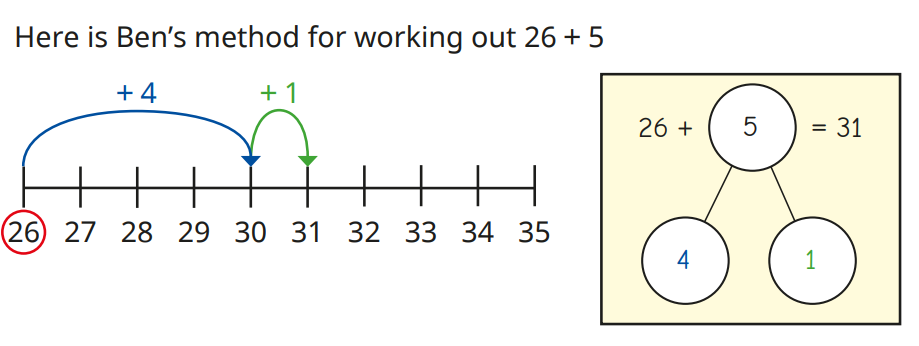 Here is Ben’s method for working out 26 + 5
+ 4
+ 1
26 27 28 29 30 31 32 33 34 35
26 + 5 = 31
4 1